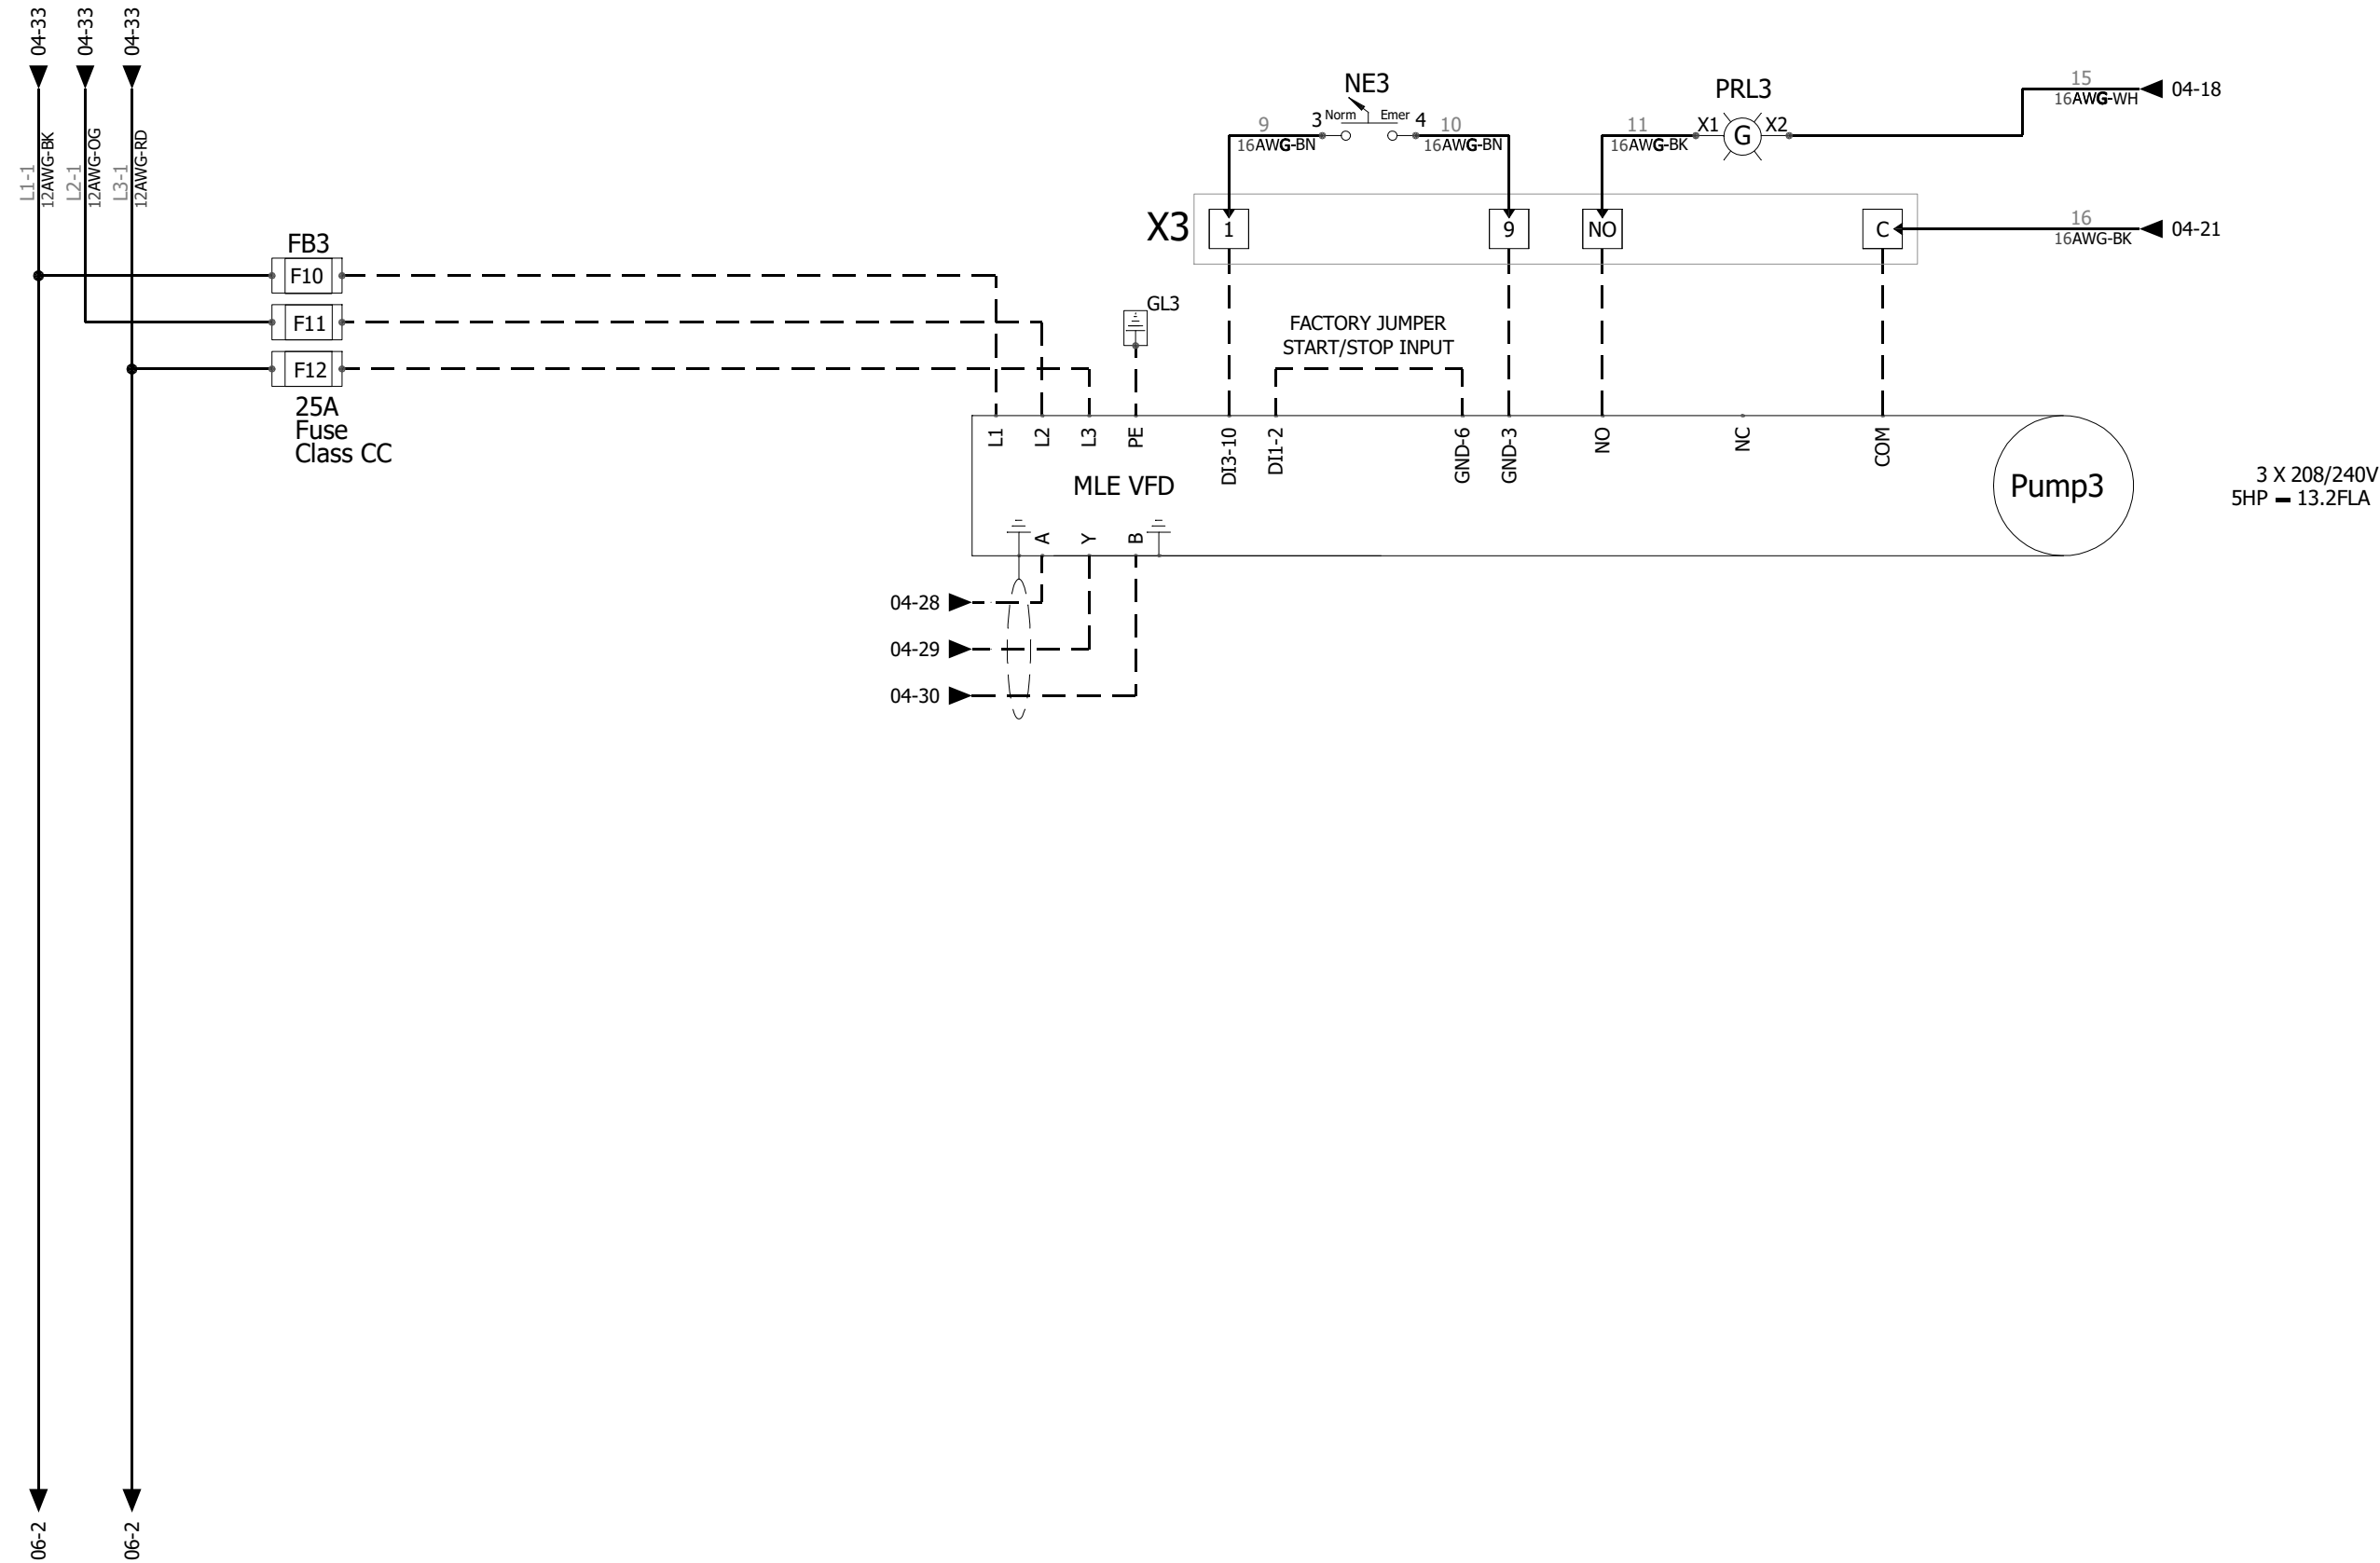 04-33
04-33
04-33
L1-1
12AWG-BK
L2-1
12AWG-OG
L3-1
12AWG-RD
NE3
PRL3
15
16AWG-WH
04-18
9
16AWG-BN
3
Norm
Emer
4
10
16AWG-BN
11
16AWG-BK
X1
G
X2
X3
1
9
NO
C
16
16AWG-BK
04-21
FB3
F10
F11
F12
25A
Fuse
Class CC
GL3
FACTORY JUMPER
START/STOP INPUT
L1
L2
L3
PE
DI3-10
DI1-2
GND-6
GND-3
NO
NC
COM
MLE VFD
Pump3
3 X 208/240V
5HP - 13.2FLA
A
Y
B
04-28
04-29
04-30
06-2
06-2